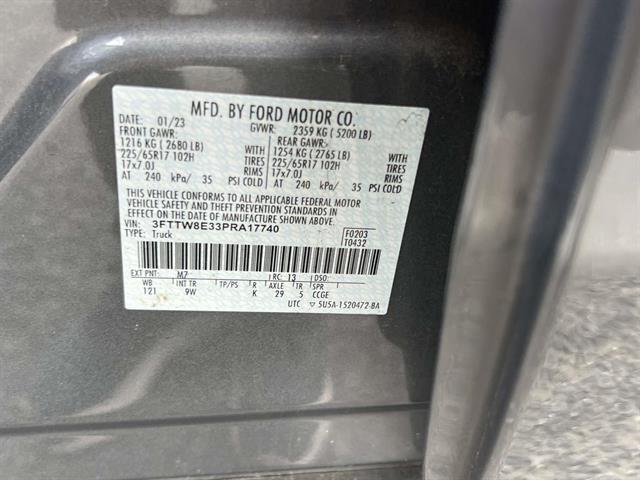 MFD. BY FORD MOTOR CO.
DATE: 01/23 GVWR: 2359 KG ( 5200 LB)
FRONT GAWR: REAR GAWR:
1216 KG ( 2680 LB) WITH 1254 KG ( 2765 LB) WITH
225/65R17 102H TIRES 225/65R17 102H TIRES
17x7.0J RIMS 17x7.0J RIMS
AT 240 kPa/ 35 PSI COLD AT 240 kPa/ 35 PSI COLD
THIS VEHICLE CONFORMS TO ALL APPLICABLE FEDERAL MOTOR
VEHICLE SAFETY AND THEFT PREVENTION STANDARDS IN
EFFECT ON THE DATE OF MANUFACTURE SHOWN ABOVE.
VIN: 3FTTW8E33PRA17740 F0203
TYPE: Truck T0432
EXT PNT: M7 RC: 13 DSO:
WB INT TR TP/PS R AXLE TR SPR
121 9W K 29 5 CCGE
UTC ▽5U5A-1520472-BA